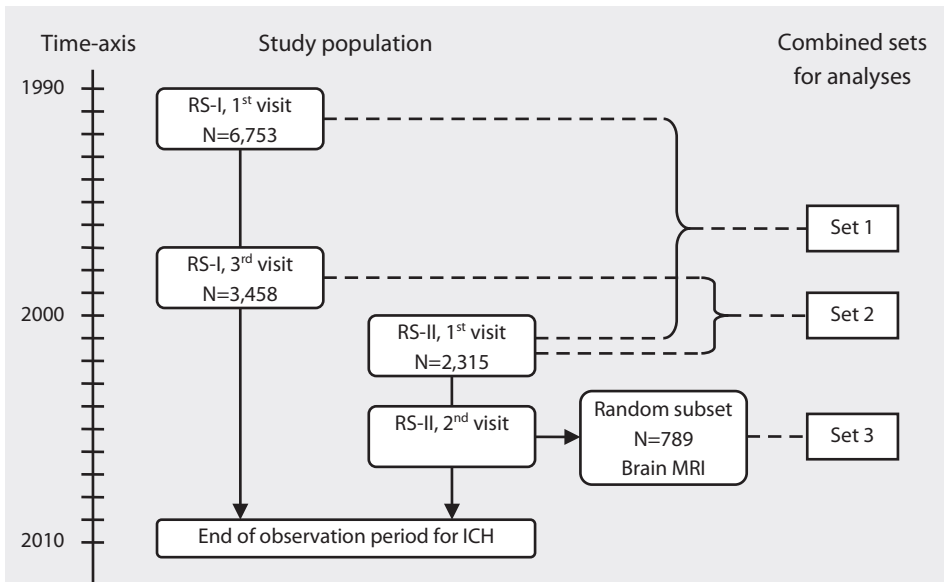 Time-axis
Study population
Combined sets
for analyses
1990
RS-I, 1st visit
N=6,753
Set 1
RS-I, 3rd visit
N=3,458
2000
Set 2
RS-II, 1st visit
N=2,315
RS-II, 2nd visit
Random subset
N=789
Brain MRI
Set 3
End of observation period for ICH
2010